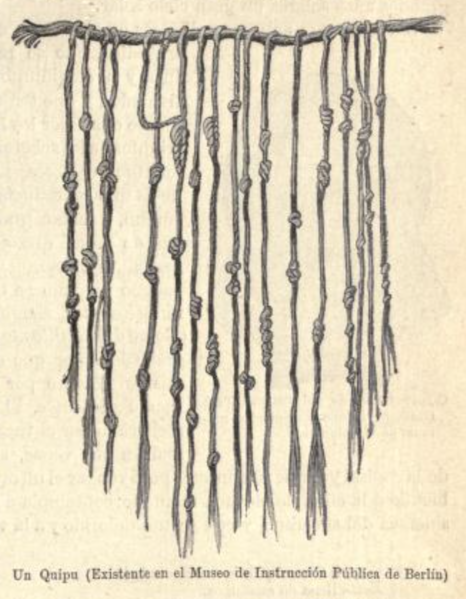 Un Quipu (Existente en el Museo de Instrucción Pública de Berlín)